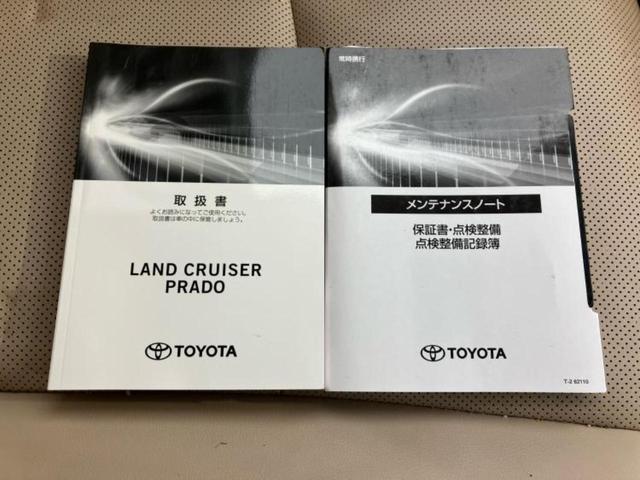 取扱書
よくお読みになってご使用ください。
取扱書は車の中に保管しましょう。
LAND CRUISER
PRADO
TOYOTA
常時携行
メンテナンスノート
保証書・点検整備
点検整備記録簿
TOYOTA
T-2 62110